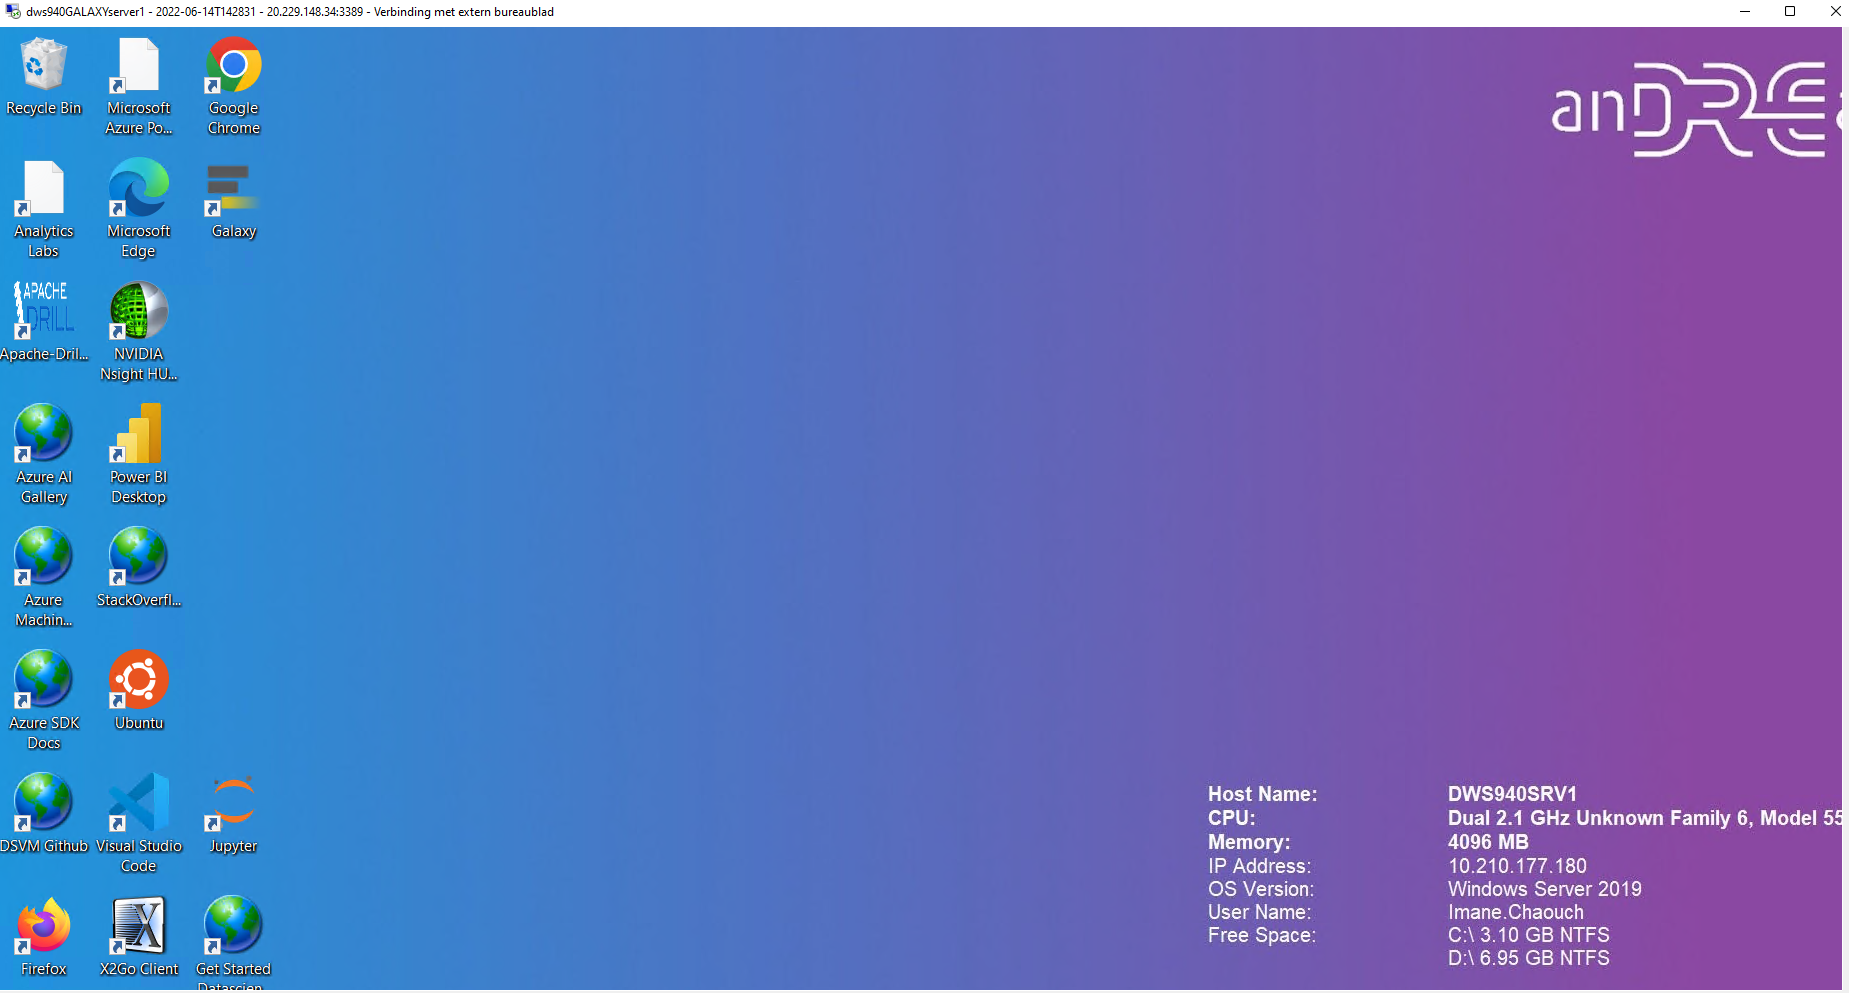 dws940GALAXYserver1 - 2022-06-14T142831 - 20.229.148.34:3389 - Verbinding met extern bureaublad
Recycle Bin
Microsoft
Azure Po...
Google
Chrome
anDREa
Analytics
Labs
Microsoft
Edge
Galaxy
APACHE
DRILL
Apache-Dril...
NVIDIA
Nsight HU...
Azure AI
Gallery
Power BI
Desktop
Azure
Machin...
StackOverfl...
Azure SDK
Docs
Ubuntu
DSVM Github
Visual Studio
Code
Jupyter
Firefox
X2Go Client
Get Started
Datascien
Host Name: DWS940SRV1
CPU: Dual 2.1 GHz Unknown Family 6, Model 55
Memory: 4096 MB
IP Address: 10.210.177.180
OS Version: Windows Server 2019
User Name: Imane.Chaouch
Free Space: C:\ 3.10 GB NTFS
D:\ 6.95 GB NTFS